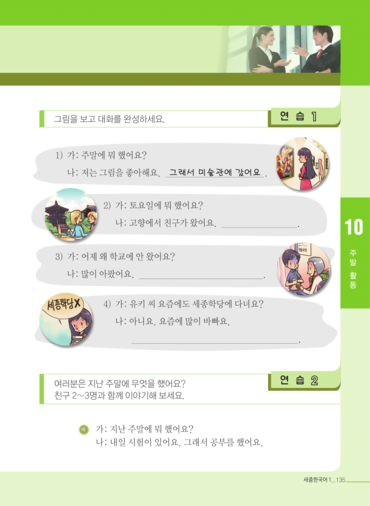 그림을 보고 대화를 완성하세요.
연 습 1
1) 가: 주말에 뭐 했어요?
나: 저는 그림을 좋아해요. 그래서 미술관에 갔어요.
2) 가: 토요일에 뭐 했어요?
나: 고향에서 친구가 왔어요. .
3) 가: 어제 왜 학교에 안 왔어요?
나: 많이 아팠어요. .
세종학당X
4) 가: 유키 씨 요즘에도 세종학당에 다녀요?
나: 아니요. 요즘에 많이 바빠요.
.
10
주말 활동
여러분은 지난 주말에 무엇을 했어요?
친구 2~3명과 함께 이야기해 보세요.
연 습 2
가: 지난 주말에 뭐 했어요?
나: 내일 시험이 있어요. 그래서 공부를 했어요.
세종한국어 1_ 135